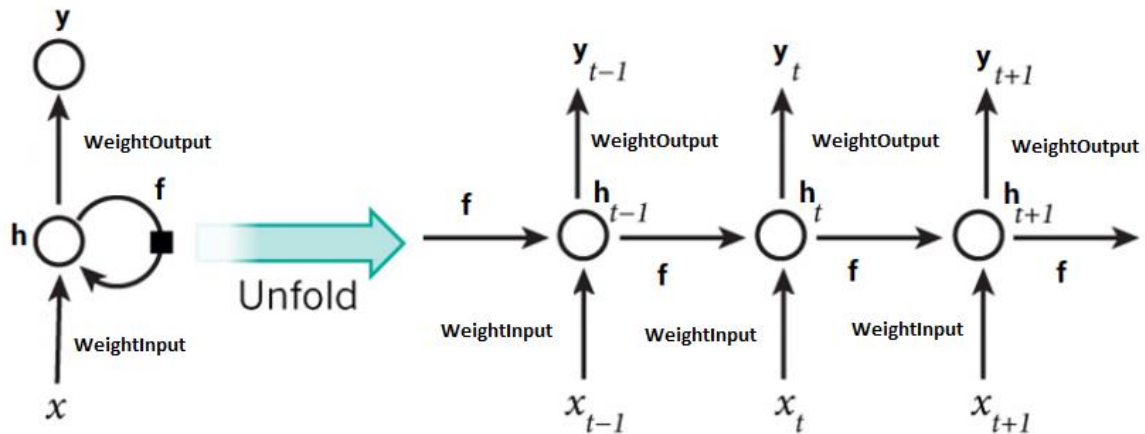 y
WeightOutput
f
h
WeightInput
x
Unfold
y t−1
y t
y t+1
WeightOutput
WeightOutput
WeightOutput
f
h t−1
h t
h t+1
f
f
f
WeightInput
WeightInput
WeightInput
x t−1
x t
x t+1